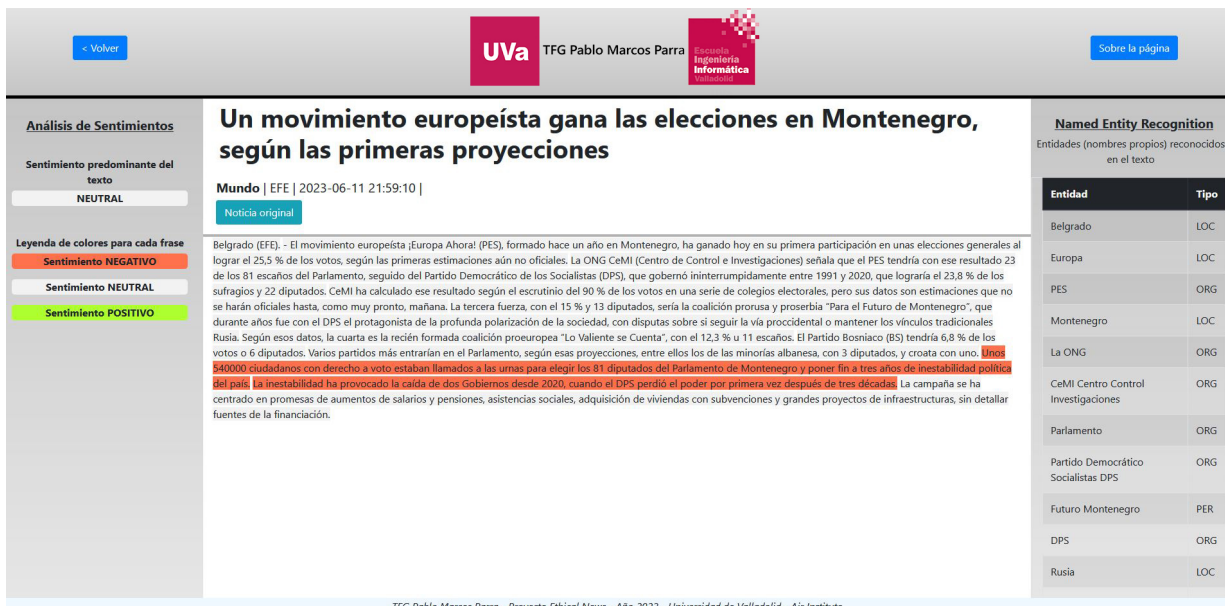 < Volver
UVa
TFG Pablo Marcos Parra
Escuela
Ingeniería
Informática
Valladolid
Sobre la página
Análisis de Sentimientos
Sentimiento predominante del
texto
NEUTRAL
Leyenda de colores para cada frase
Sentimiento NEGATIVO
Sentimiento NEUTRAL
Sentimiento POSITIVO
Un movimiento europeísta gana las elecciones en Montenegro,
según las primeras proyecciones
Mundo | EFE | 2023-06-11 21:59:10 |
Noticia original
Belgrado (EFE). - El movimiento europeísta ¡Europa Ahora! (PES), formado hace un año en Montenegro, ha ganado hoy en su primera participación en unas elecciones generales al
lograr el 25,5 % de los votos, según las primeras estimaciones aún no oficiales. La ONG CeMI (Centro de Control e Investigaciones) señala que el PES tendría con ese resultado 23
de los 81 escaños del Parlamento, seguido del Partido Democrático de los Socialistas (DPS), que gobernó ininterrumpidamente entre 1991 y 2020, que lograría el 23,8 % de los
sufragios y 22 diputados. CeMI ha calculado ese resultado según el escrutinio del 90 % de los votos en una serie de colegios electorales, pero sus datos son estimaciones que no
se harán oficiales hasta, como muy pronto, mañana. La tercera fuerza, con el 15 % y 13 diputados, sería la coalición prorusa y proserbia "Para el Futuro de Montenegro", que
durante años fue con el DPS el protagonista de la profunda polarización de la sociedad, con disputas sobre si seguir la vía proccidental o mantener los vínculos tradicionales
Rusia. Según esos datos, la cuarta es la recién formada coalición proeuropea "Lo Valiente se Cuenta", con el 12,3 % u 11 escaños. El Partido Bosniaco (BS) tendría 6,8 % de los
votos o 6 diputados. Varios partidos más entrarían en el Parlamento, según esas proyecciones, entre ellos los de las minorías albanesa, con 3 diputados, y croata con uno. Unos
540000 ciudadanos con derecho a voto estaban llamados a las urnas para elegir los 81 diputados del Parlamento de Montenegro y poner fin a tres años de inestabilidad política
del país. La inestabilidad ha provocado la caída de dos Gobiernos desde 2020, cuando el DPS perdió el poder por primera vez después de tres décadas. La campaña se ha
centrado en promesas de aumentos de salarios y pensiones, asistencias sociales, adquisición de viviendas con subvenciones y grandes proyectos de infraestructuras, sin detallar
fuentes de la financiación.
Named Entity Recognition
Entidades (nombres propios) reconocidos
en el texto
Entidad Tipo
Belgrado LOC
Europa LOC
PES ORG
Montenegro LOC
La ONG ORG
CeMI Centro Control ORG
Investigaciones
Parlamento ORG
Partido Democrático ORG
Socialistas DPS
Futuro Montenegro PER
DPS ORG
Rusia LOC
TFG Pablo Marcos Parra - Proyecto Ethical News - Año 2023 - Universidad de Valladolid - Air Institute